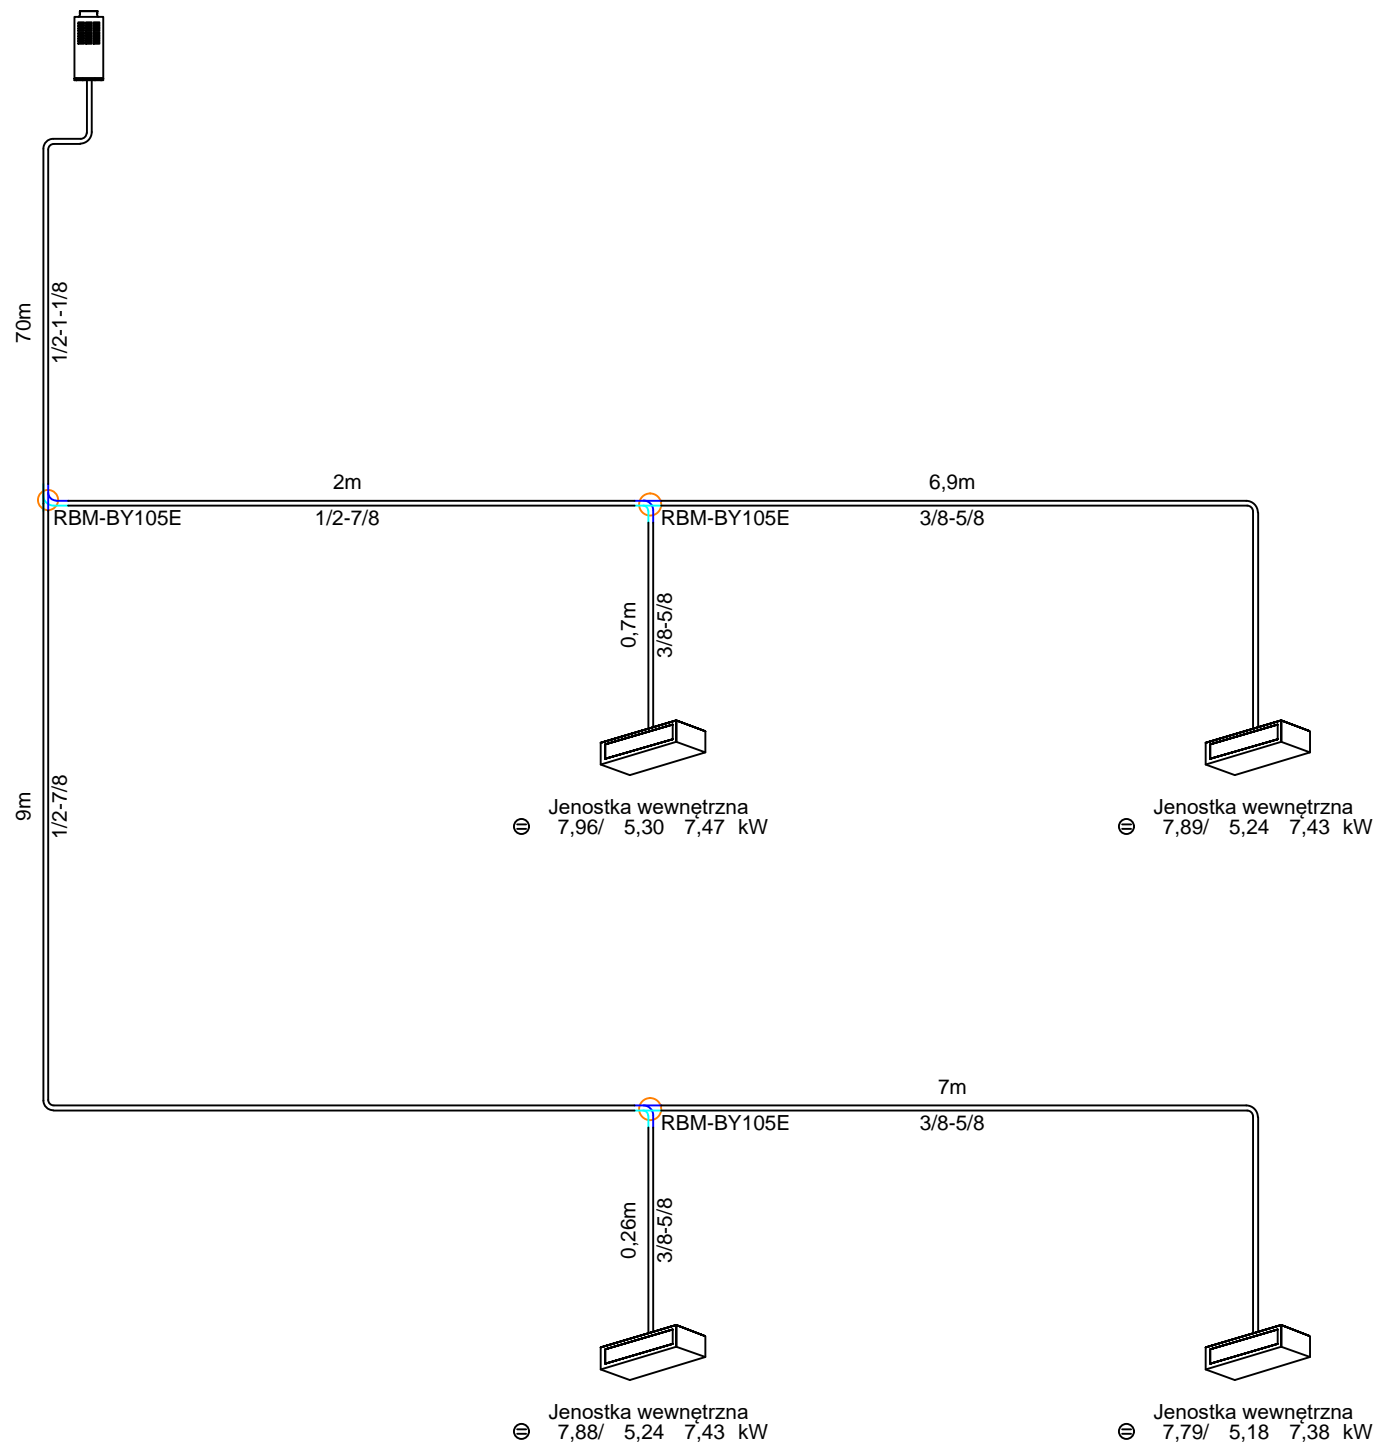 70m
1/2-1-1/8
2m
6,9m
RBM-BY105E
1/2-7/8
RBM-BY105E
3/8-5/8
0,7m
3/8-5/8
9m
1/2-7/8
Jenostka wewnętrzna
7,96/ 5,30 7,47 kW
Jenostka wewnętrzna
7,89/ 5,24 7,43 kW
7m
RBM-BY105E
3/8-5/8
0,26m
3/8-5/8
Jenostka wewnętrzna
7,88/ 5,24 7,43 kW
Jenostka wewnętrzna
7,79/ 5,18 7,38 kW